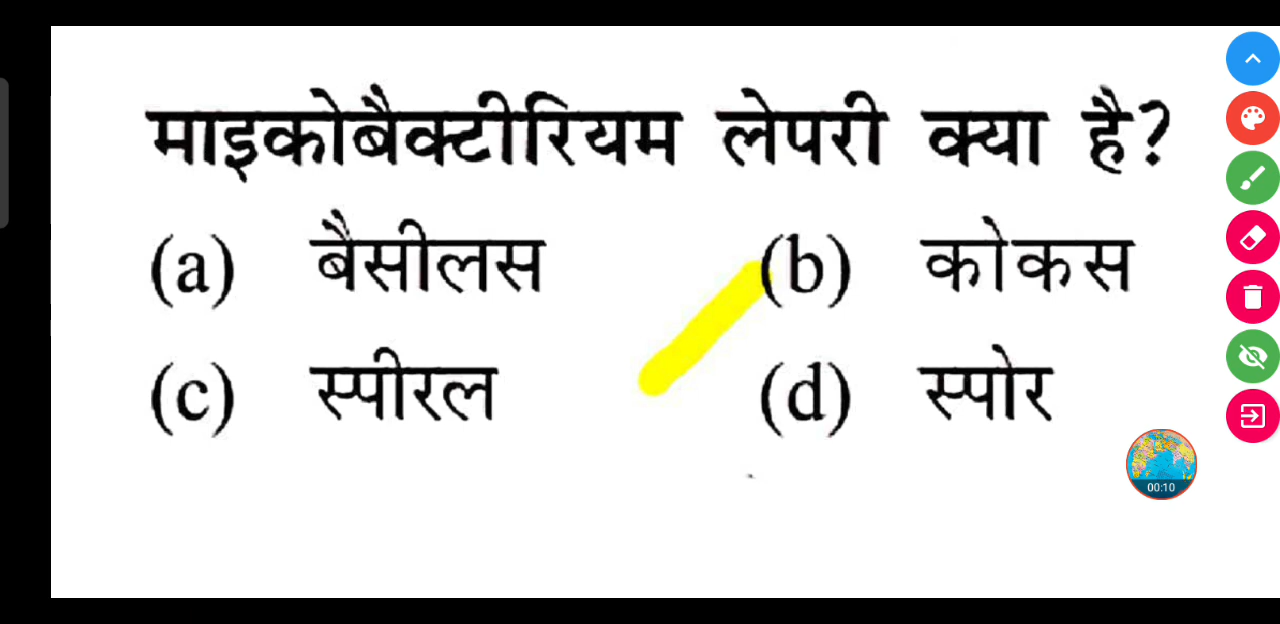 माइकोबैक्टीरियम लेपरी क्या है?
(a) बैसीलस (b) कोकस
(c) स्पीरल (d) स्पोर
00:10